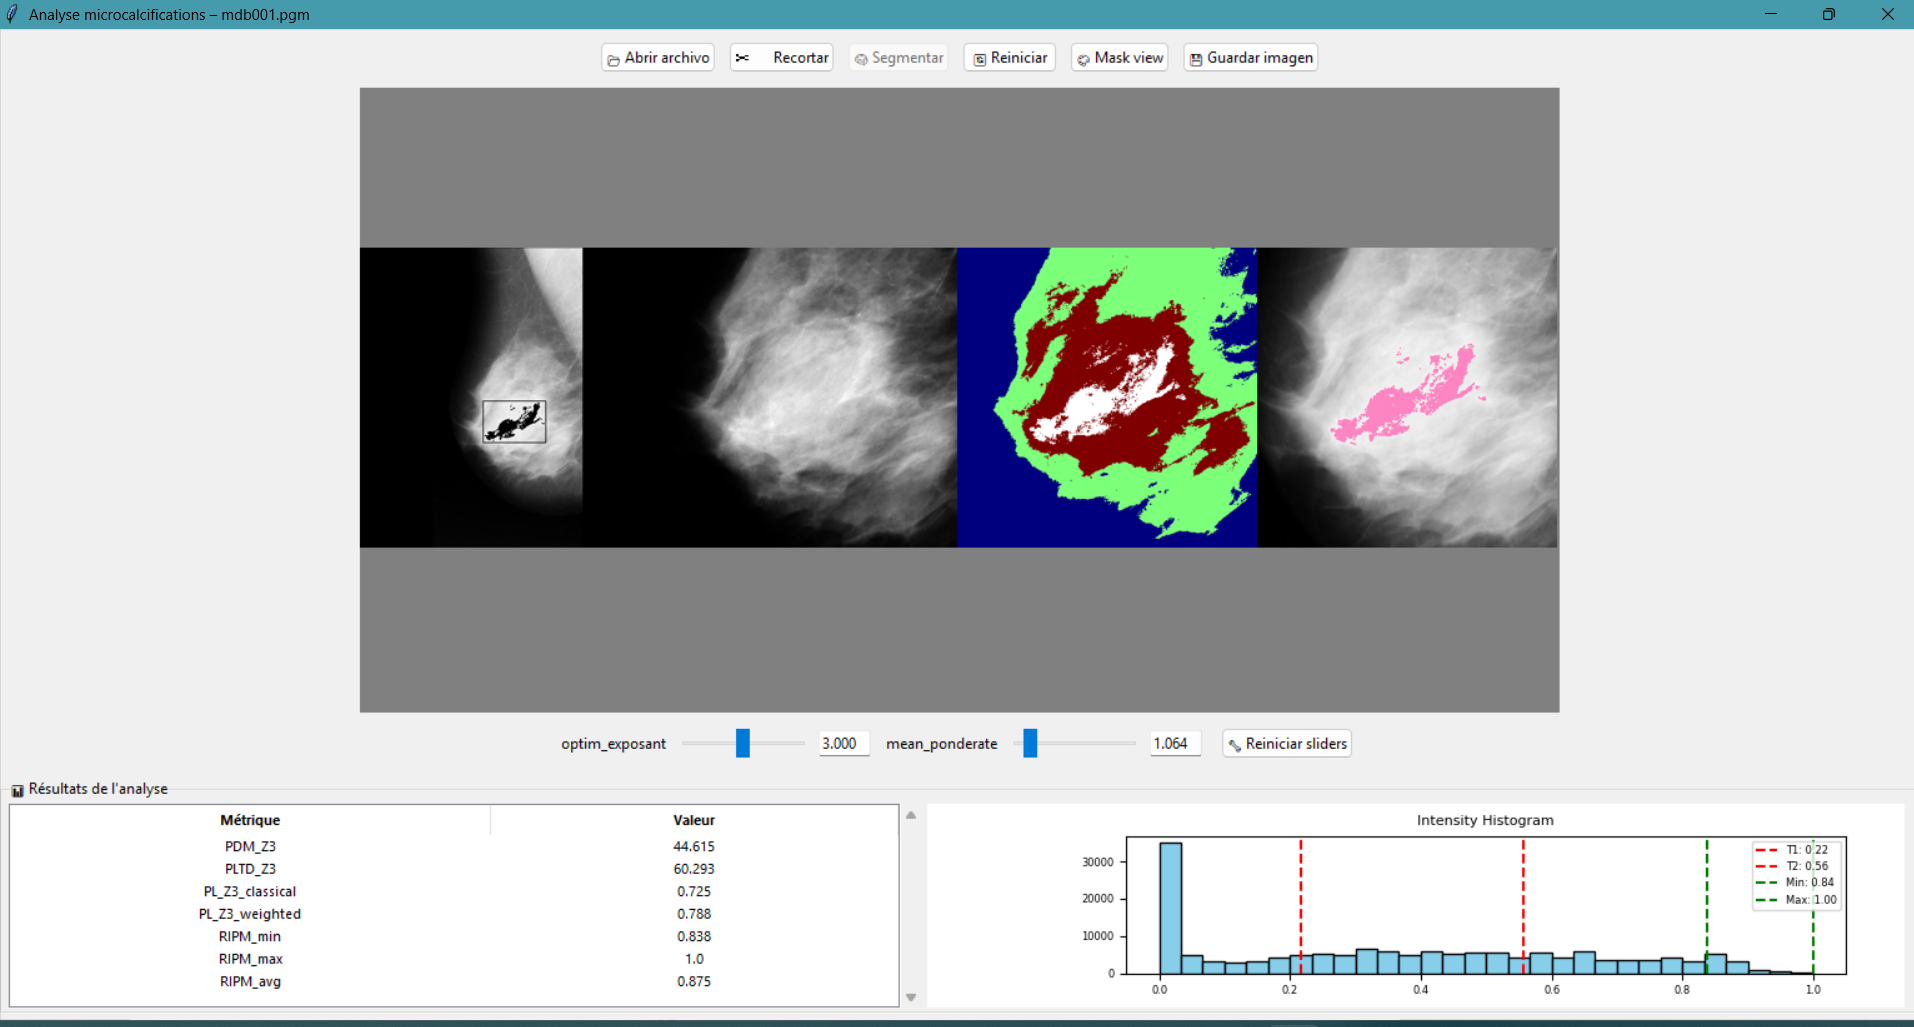 Analyse microcalcifications – mdb001.pgm
Abrir archivo Recortar Segmentar Reiniciar Mask view Guardar imagen
optim_exposant 3.000 mean_ponderate 1.064 Reiniciar sliders
Résultats de l'analyse
Métrique Valeur
PDM_Z3 44.615
PLTD_Z3 60.293
PL_Z3_classical 0.725
PL_Z3_weighted 0.788
RIPM_min 0.838
RIPM_max 1.0
RIPM_avg 0.875
Intensity Histogram
30000
20000
10000
0
0.0 0.2 0.4 0.6 0.8 1.0
T1: 0.22
T2: 0.56
Min: 0.84
Max: 1.00